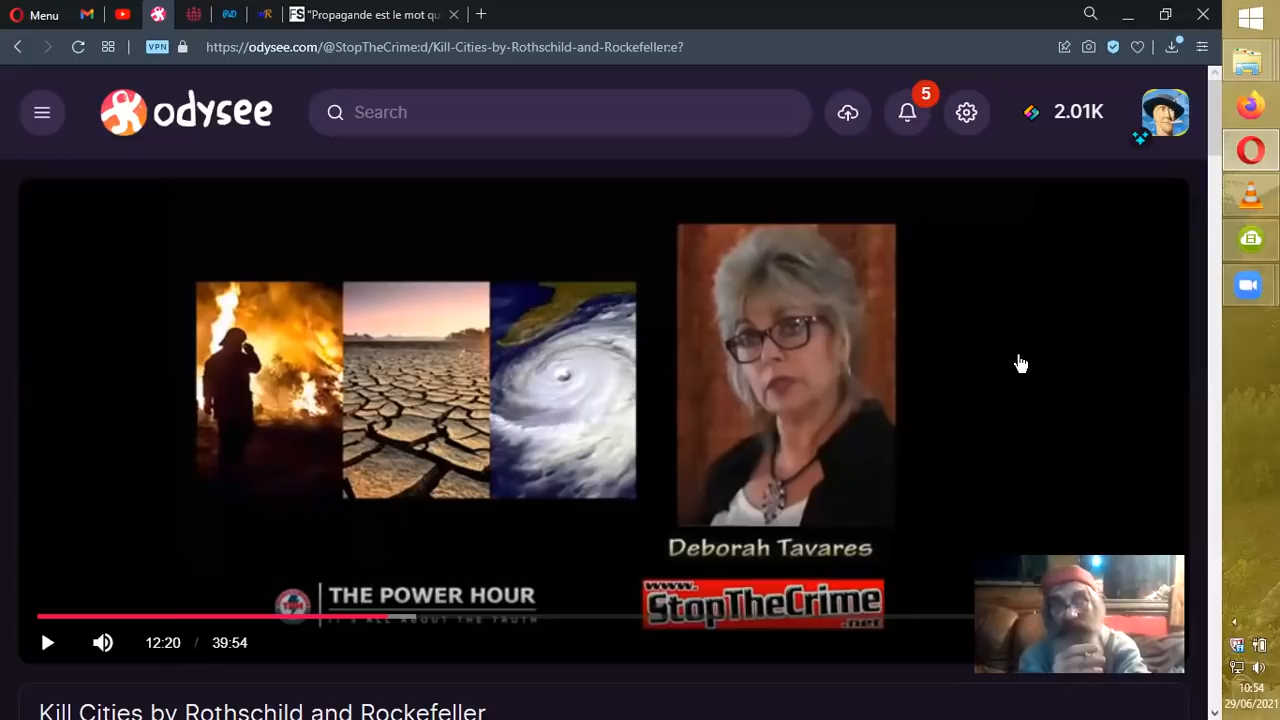 Menu
"Propagande est le mot qu
https://odysee.com/@StopTheCrime:d/Kill-Cities-by-Rothschild-and-Rockefeller:e?
VPN
odysee
Search
5
2.01K
Deborah Tavares
THE POWER HOUR
IT'S ALL ABOUT THE TRUTH
www.
StopTheCrime
.net
12:20 / 39:54
Kill Cities by Rothschild and Rockefeller
10:54
29/06/2021